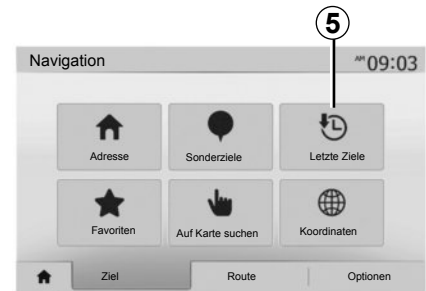 5
Navigation AM 09:03
Adresse Sonderziele Letzte Ziele
Favoriten Auf Karte suchen Koordinaten
Ziel Route Optionen